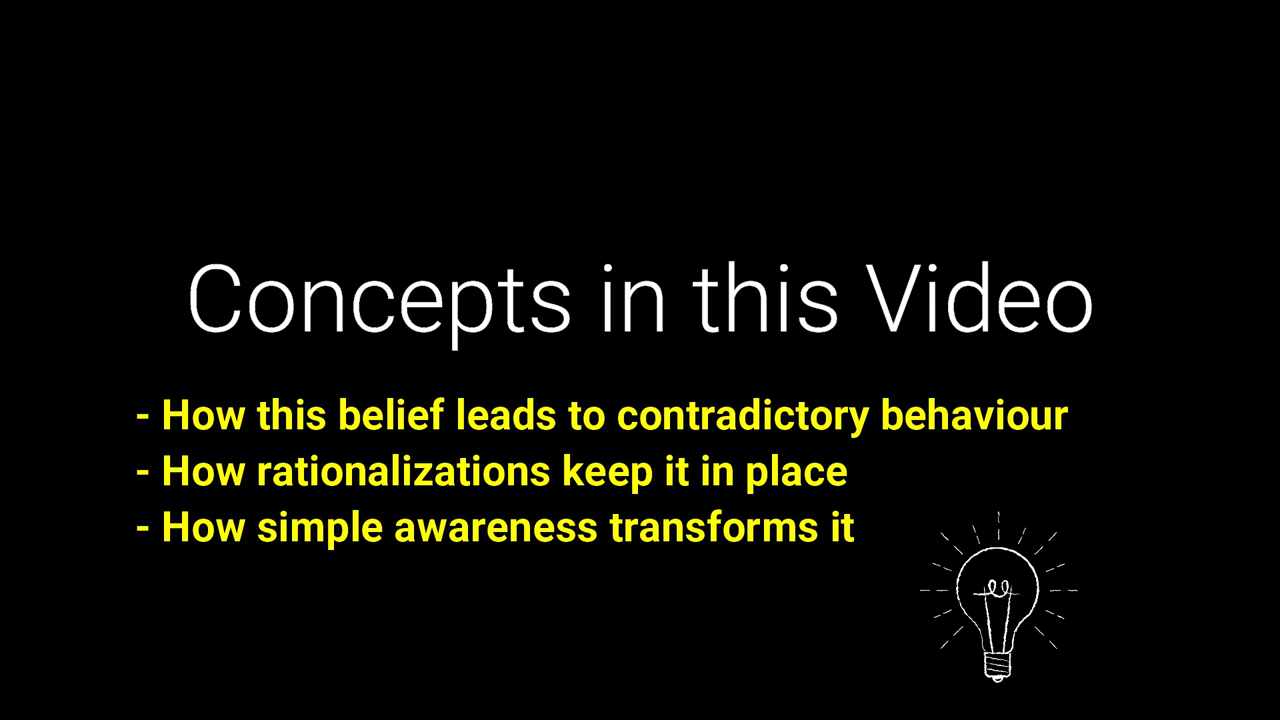 Concepts in this Video
- How this belief leads to contradictory behaviour
- How rationalizations keep it in place
- How simple awareness transforms it